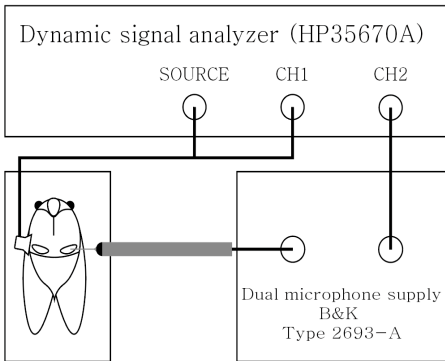 Dynamic signal analyzer (HP35670A)
SOURCE CH1 CH2
Dual microphone supply
B&K
Type 2693-A